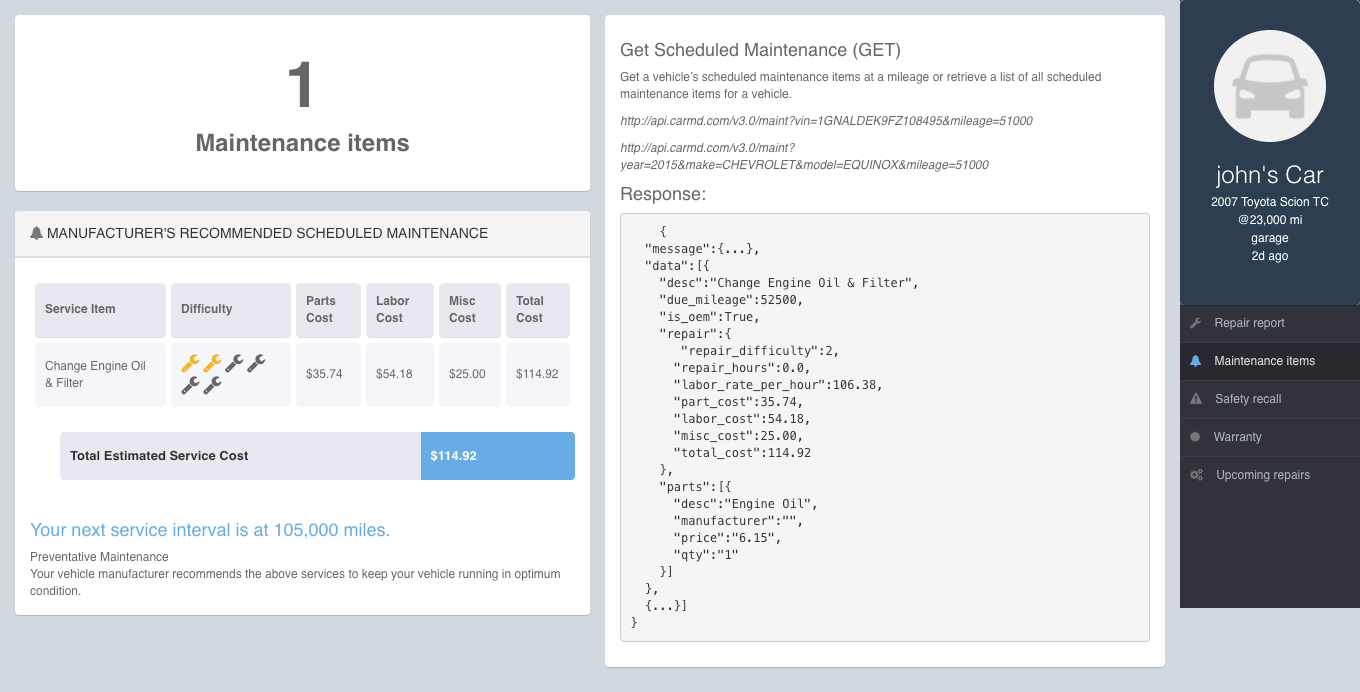 1
Maintenance items
MANUFACTURER'S RECOMMENDED SCHEDULED MAINTENANCE
Service Item Difficulty Parts Cost Labor Cost Misc Cost Total Cost
Change Engine Oil & Filter $35.74 $54.18 $25.00 $114.92
Total Estimated Service Cost $114.92
Your next service interval is at 105,000 miles.
Preventative Maintenance
Your vehicle manufacturer recommends the above services to keep your vehicle running in optimum
condition.
Get Scheduled Maintenance (GET)
Get a vehicle's scheduled maintenance items at a mileage or retrieve a list of all scheduled
maintenance items for a vehicle.
http://api.carmd.com/v3.0/maint?vin=1GNALDEK9FZ108495&mileage=51000
http://api.carmd.com/v3.0/maint?
year=2015&make=CHEVROLET&model=EQUINOX&mileage=51000
Response:
{
"message":{...},
"data":[{
"desc":"Change Engine Oil & Filter",
"due_mileage":52500,
"is_oem":True,
"repair":{
"repair_difficulty":2,
"repair_hours":0.0,
"labor_rate_per_hour":106.38,
"part_cost":35.74,
"labor_cost":54.18,
"misc_cost":25.00,
"total_cost":114.92
},
"parts":[{
"desc":"Engine Oil",
"manufacturer":"",
"price":"6.15",
"qty":"1"
}]
},
{...}]
}
john's Car
2007 Toyota Scion TC
@23,000 mi
garage
2d ago
Repair report
Maintenance items
Safety recall
Warranty
Upcoming repairs